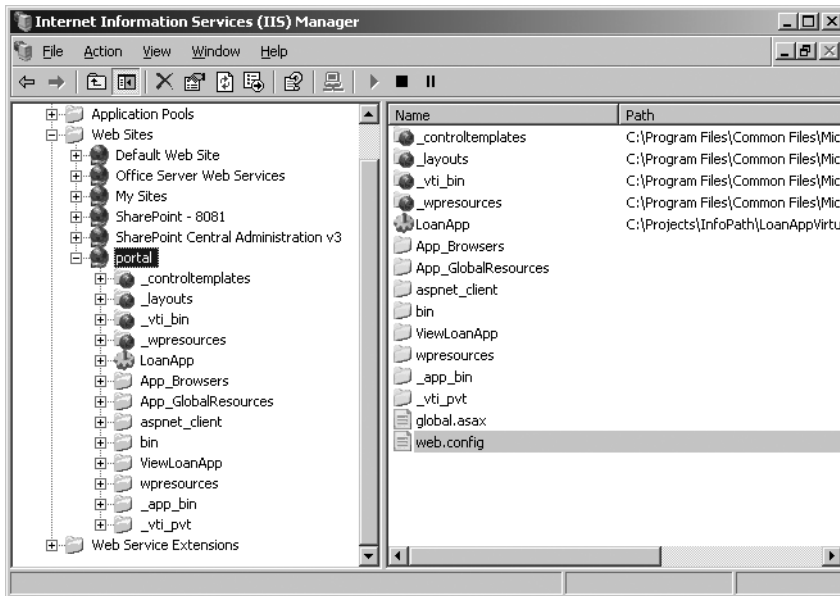 Internet Information Services (IIS) Manager
File Action View Window Help
Application Pools
Web Sites
Default Web Site
Office Server Web Services
My Sites
SharePoint - 8081
SharePoint Central Administration v3
portal
_controltemplates
_layouts
_vti_bin
_wpresources
LoanApp
App_Browsers
App_GlobalResources
aspnet_client
bin
ViewLoanApp
wpresources
_app_bin
_vti_pvt
Web Service Extensions
Name Path
_controltemplates C:\Program Files\Common Files\Mic
_layouts C:\Program Files\Common Files\Mic
_vti_bin C:\Program Files\Common Files\Mic
_wpresources C:\Program Files\Common Files\Mic
LoanApp C:\Projects\InfoPath\LoanAppVirtu
App_Browsers
App_GlobalResources
aspnet_client
bin
ViewLoanApp
wpresources
_app_bin
_vti_pvt
global.asax
web.config